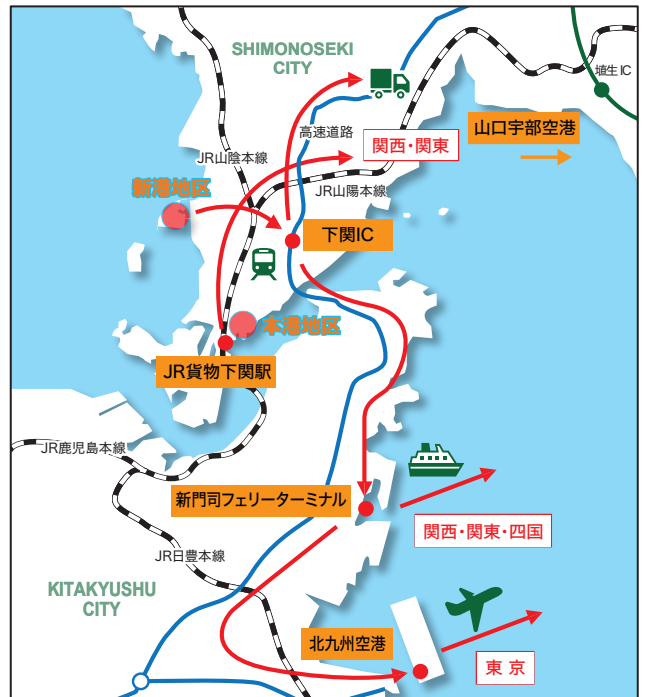 SHIMONOSEKI
CITY
埴生IC
高速道路
山口宇部空港
関西・関東
JR山陰本線
新港地区
JR山陽本線
下関IC
本港地区
JR貨物下関駅
JR鹿児島本線
新門司フェリーターミナル
関西・関東・四国
JR日豊本線
KITAKYUSHU
CITY
北九州空港
東京